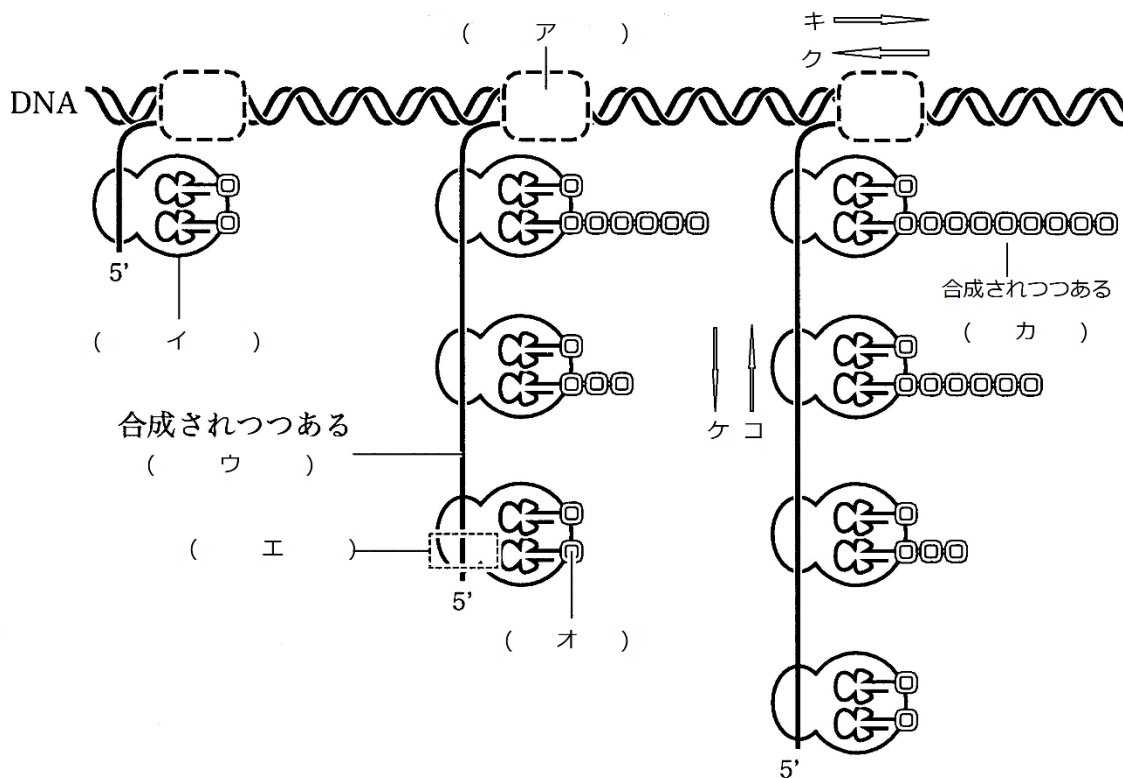 (　ア　)
キ
ク
DNA
5'
(　イ　)
合成されつつある
(　カ　)
ケ コ
合成されつつある
(　ウ　)
(　エ　)
5'
(　オ　)
5'